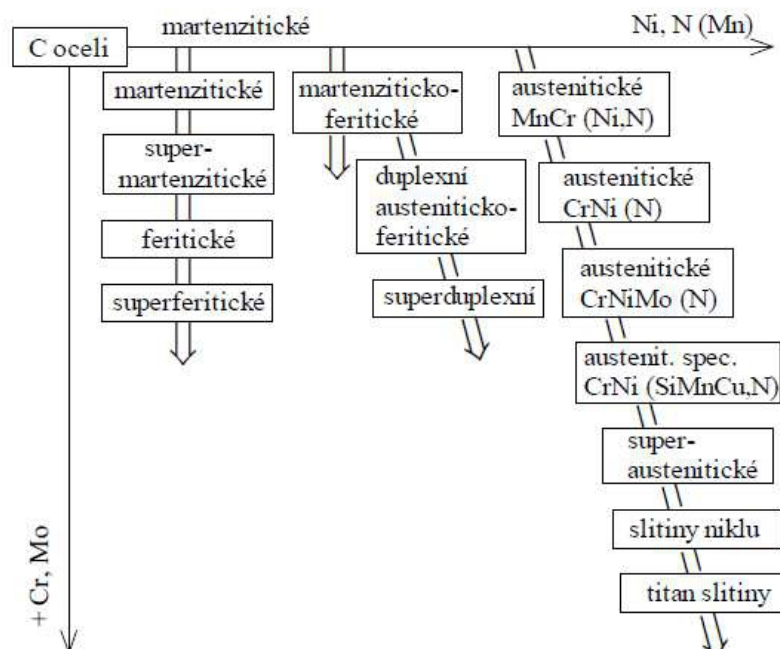 martenzitické
Ni, N (Mn)
C oceli
martenzitické
super-
martenzitické
feritické
superferitické
martenziticko-
feritické
duplexní
austeniticko-
feritické
superduplexní
austenitické
MnCr (Ni,N)
austenitické
CrNi (N)
austenitické
CrNiMo (N)
austenit. spec.
CrNi (SiMnCu,N)
super-
austenitické
slitiny niklu
titan slitiny
+ Cr, Mo